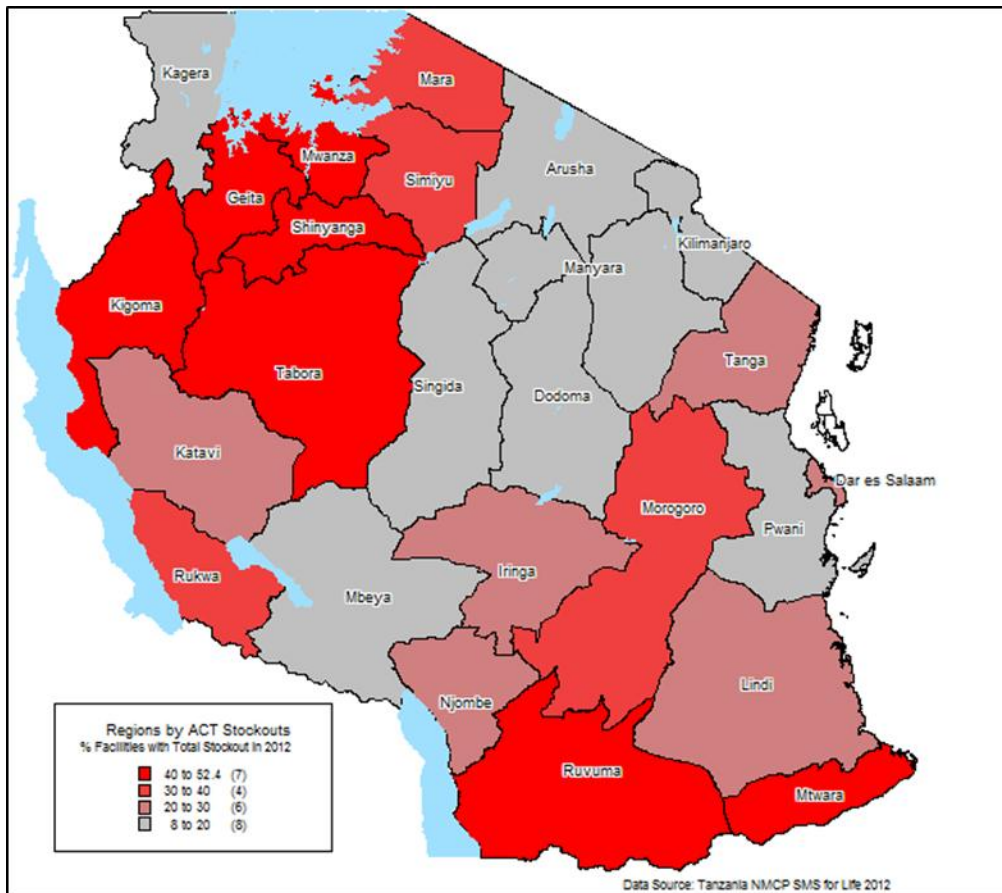 Kagera
Mara
Mwanza
Arusha
Simiyu
Geita
Shinyanga
Kilimanjaro
Manyara
Kigoma
Tanga
Tabora
Singida
Dodoma
Katavi
Dar es Salaam
Morogoro
Pwani
Iringa
Rukwa
Mbeya
Lindi
Njombe
Ruvuma
Mtwara
Regions by ACT Stockouts
% Facilities with Total Stockout in 2012
40 to 52.4 (7)
30 to 40 (4)
20 to 30 (6)
8 to 20 (8)
Data Source: Tanzania NMCP SMS for Life 2012